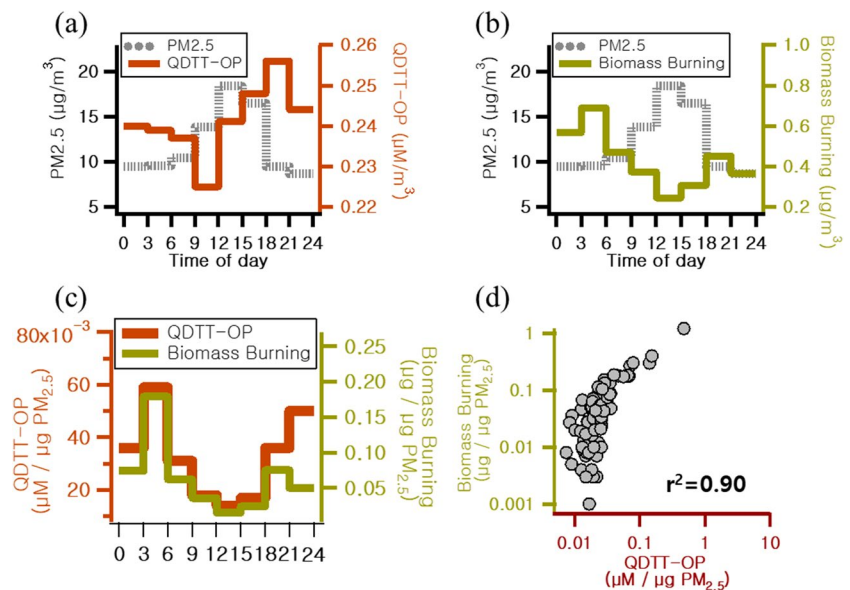 (a)
PM2.5
QDTT-OP
PM2.5 (µg/m³)
20
15
10
5
0.26
0.25
0.24
0.23
0.22
QDTT-OP
(µM/m³)
0 3 6 9 12 15 18 21 24
Time of day
(b)
PM2.5
Biomass Burning
PM2.5 (µg/m³)
20
15
10
5
1.0
0.8
0.6
0.4
0.2
Biomass Burning (µg/m³)
0 3 6 9 12 15 18 21 24
Time of day
(c)
QDTT-OP
Biomass Burning
80x10⁻³
60
40
20
QDTT-OP
(µM / µg PM₂.₅)
0.25
0.20
0.15
0.10
0.05
Biomass Burning
(µg / µg PM₂.₅)
0 3 6 9 12 15 18 21 24
(d)
Biomass Burning
(µg / µg PM₂.₅)
1
0.1
0.01
0.001
r²=0.90
0.01 0.1 1 10
QDTT-OP
(µM / µg PM₂.₅)